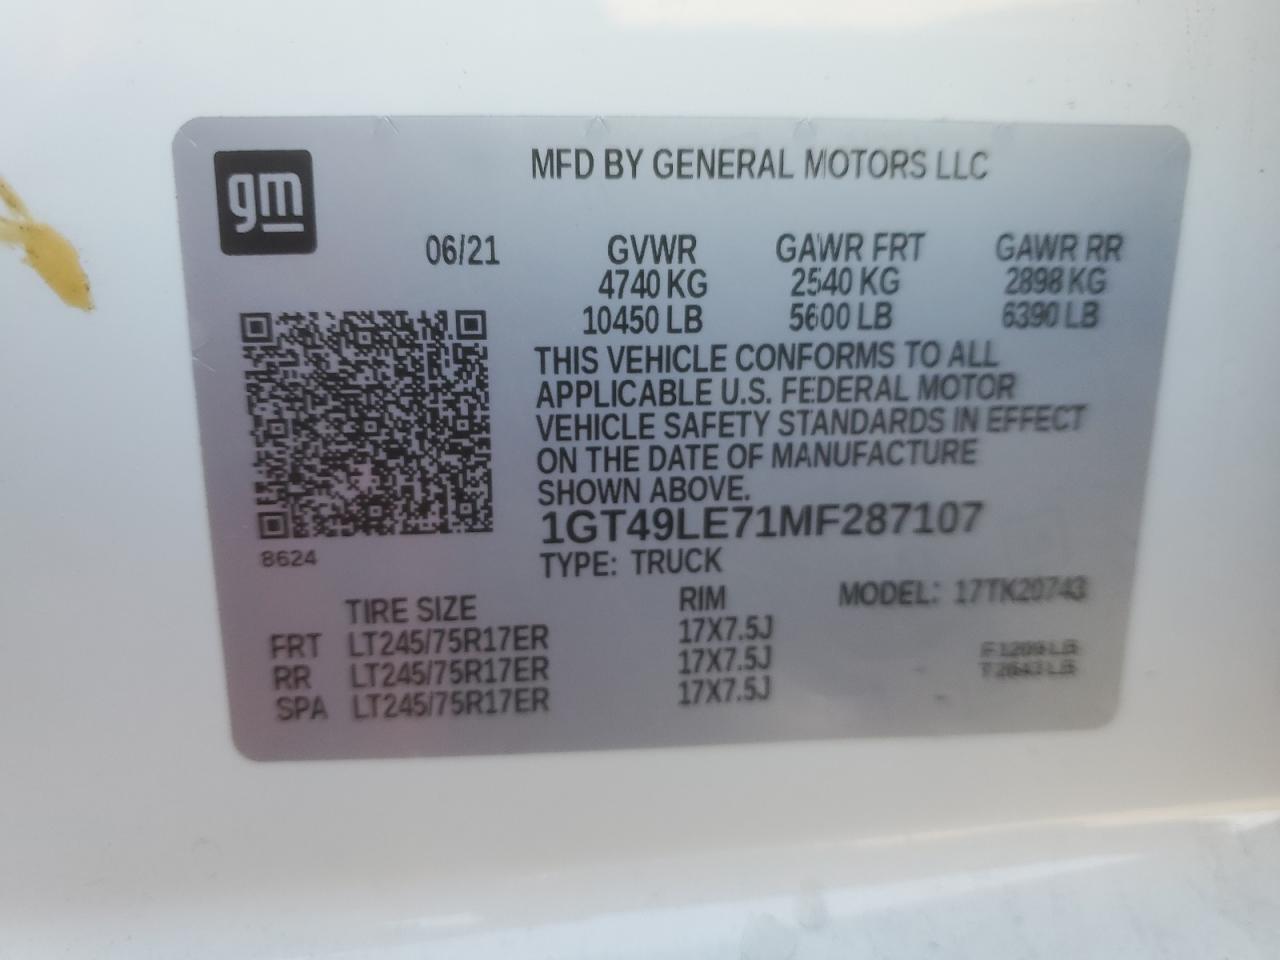 gm
MFD BY GENERAL MOTORS LLC
06/21 GVWR GAWR FRT GAWR RR
4740 KG 2540 KG 2898 KG
10450 LB 5600 LB 6390 LB
THIS VEHICLE CONFORMS TO ALL
APPLICABLE U.S. FEDERAL MOTOR
VEHICLE SAFETY STANDARDS IN EFFECT
ON THE DATE OF MANUFACTURE
SHOWN ABOVE.
1GT49LE71MF287107
8624
TYPE: TRUCK
TIRE SIZE RIM MODEL: 17TK20743
FRT LT245/75R17ER 17X7.5J
RR LT245/75R17ER 17X7.5J
SPA LT245/75R17ER 17X7.5J